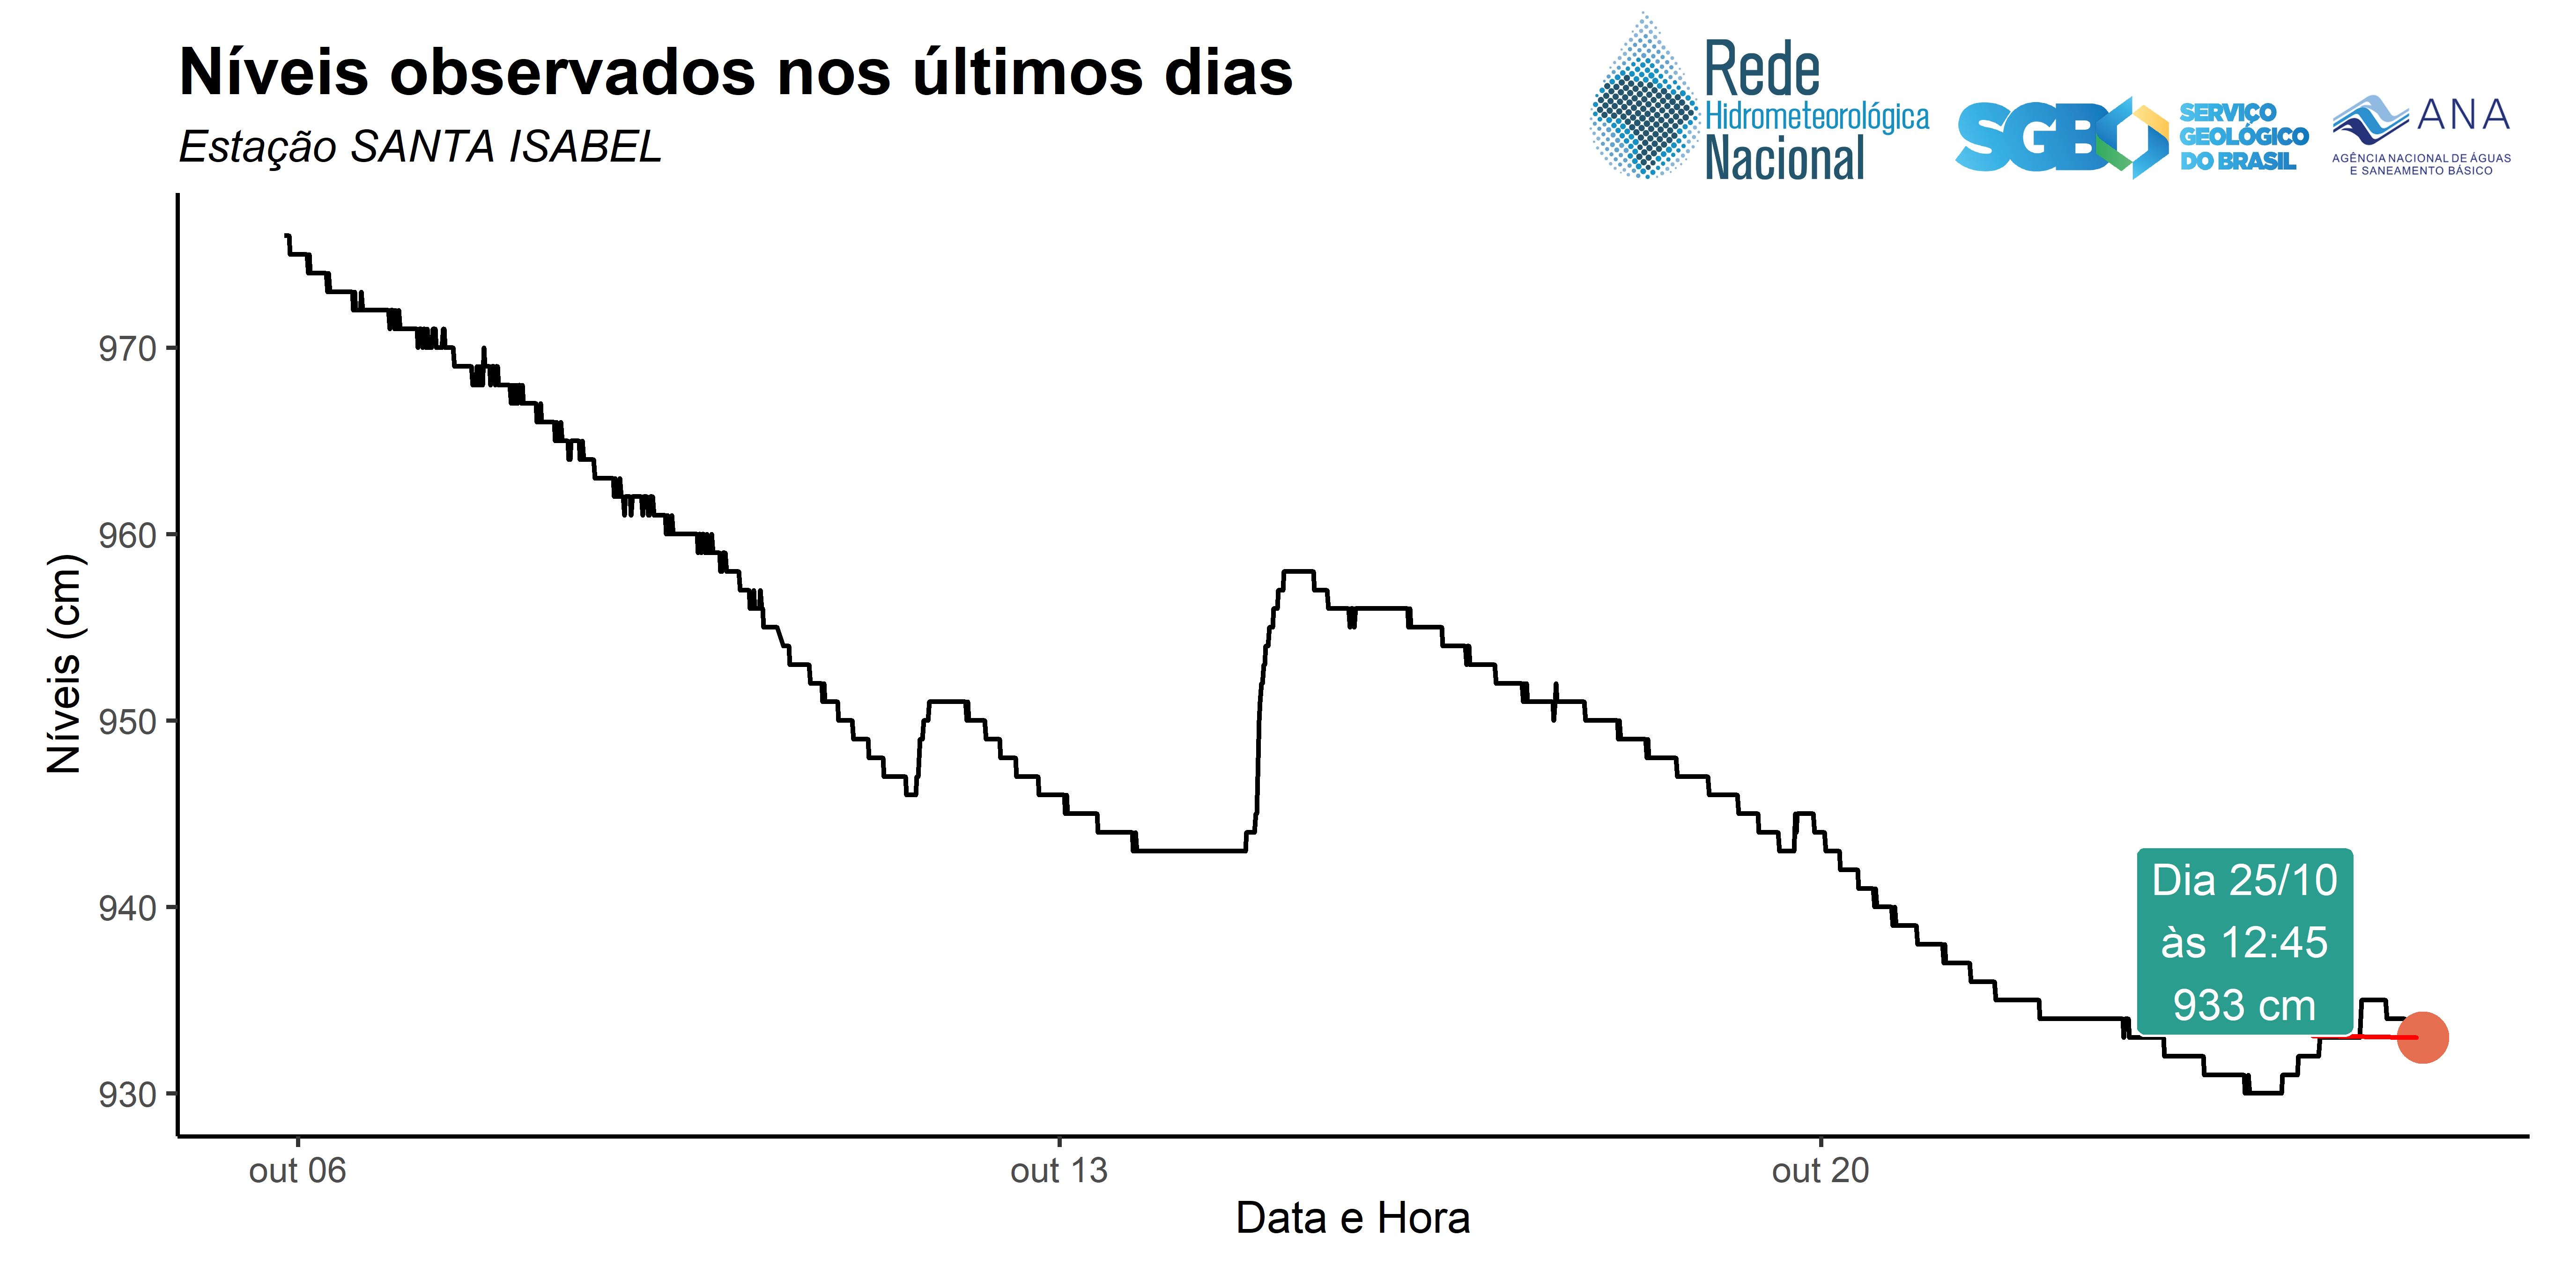 Níveis observados nos últimos dias
Estação SANTA ISABEL
Rede
Hidrometeorológica
Nacional
SGB
SERVIÇO
GEOLÓGICO
DO BRASIL
ANA
AGÊNCIA NACIONAL DE ÁGUAS
E SANEAMENTO BÁSICO
Níveis (cm)
970
960
950
940
930
Dia 25/10
às 12:45
933 cm
out 06
out 13
out 20
Data e Hora